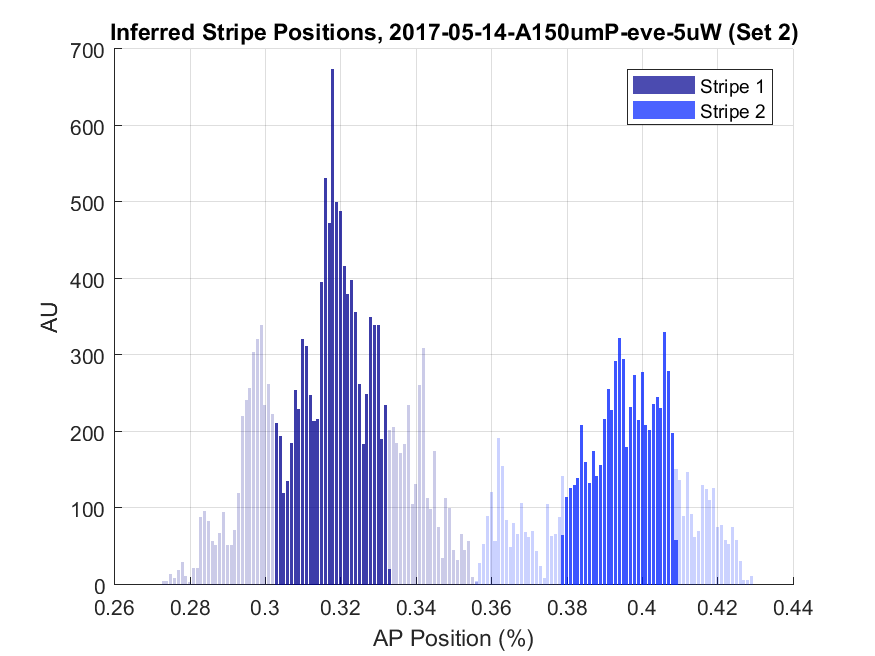 Inferred Stripe Positions, 2017-05-14-A150umP-eve-5uW (Set 2)
700
600
500
400
300
200
100
0
AU
Stripe 1
Stripe 2
0.26 0.28 0.3 0.32 0.34 0.36 0.38 0.4 0.42 0.44
AP Position (%)